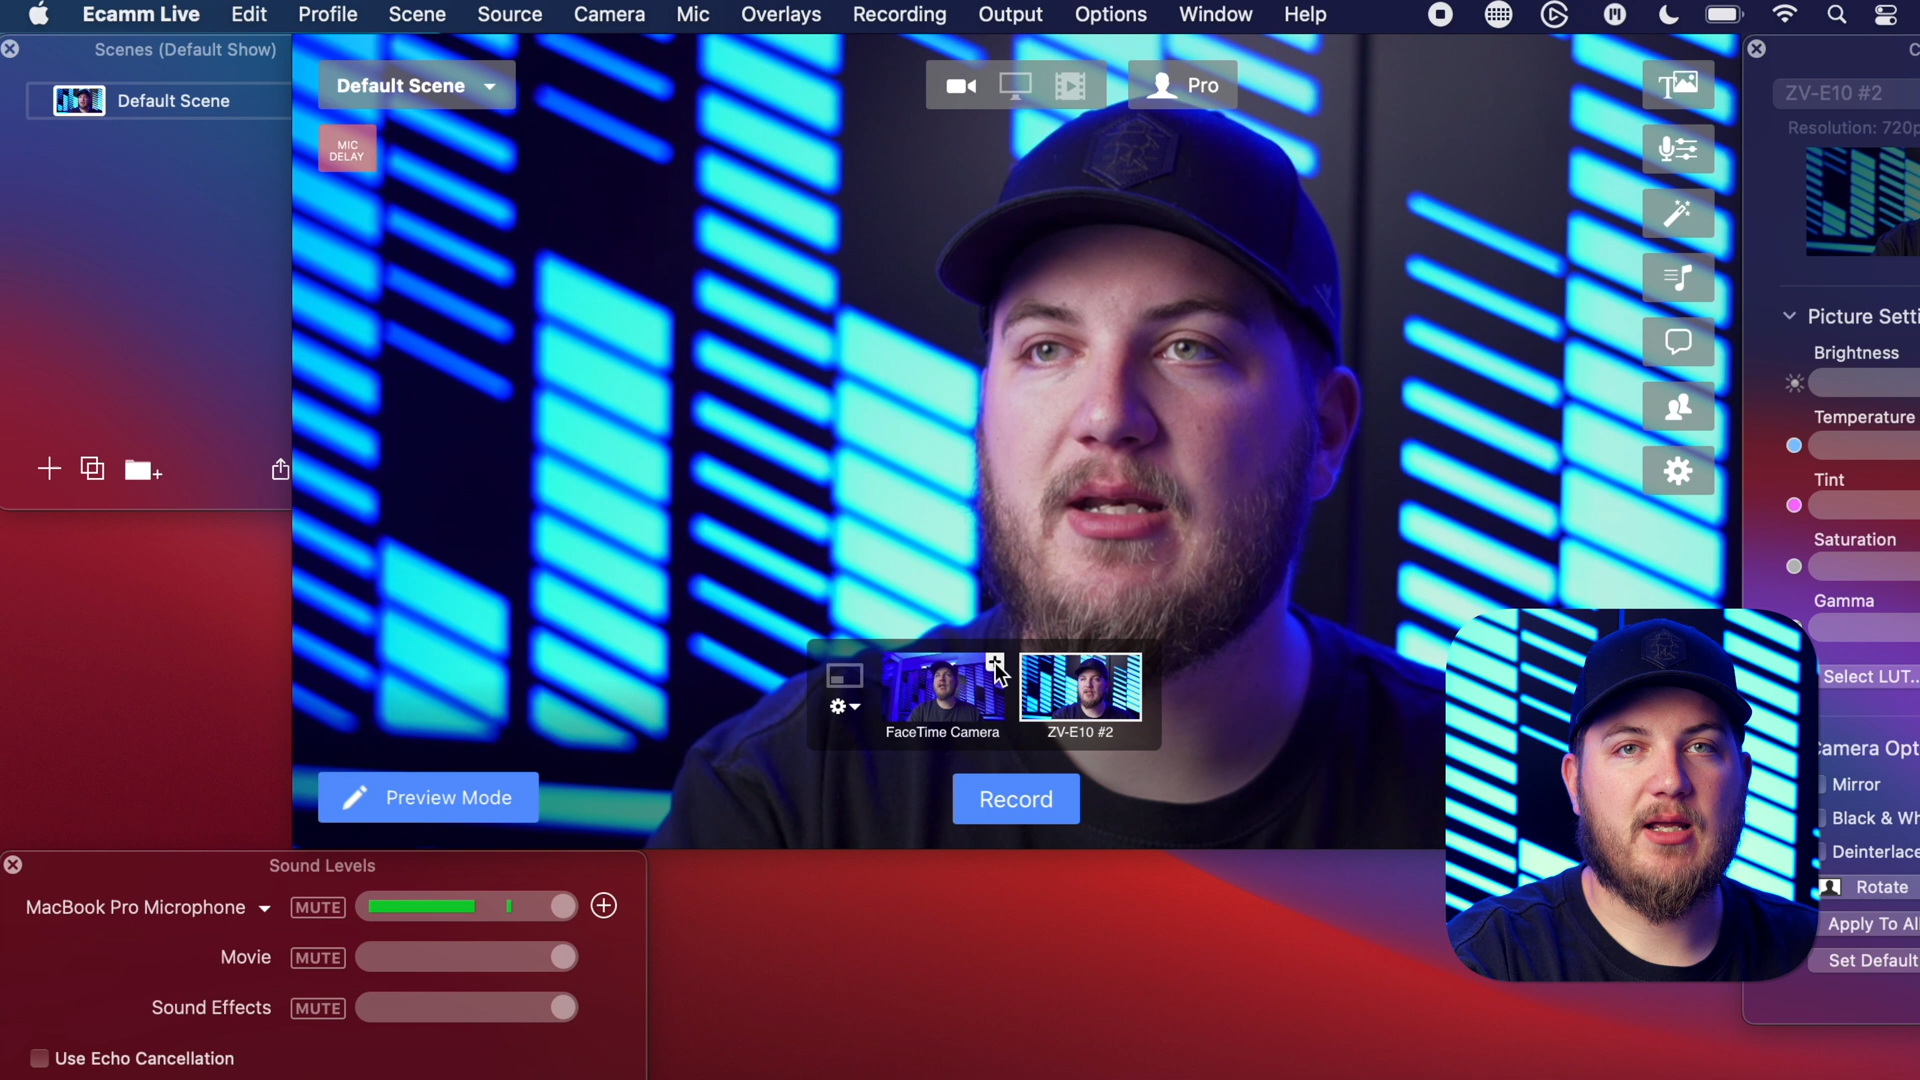 Ecamm Live Edit Profile Scene Source Camera Mic Overlays Recording Output Options Window Help
Scenes (Default Show)
Default Scene
Default Scene
Pro
MIC
DELAY
FaceTime Camera
ZV-E10 #2
Preview Mode
Record
ZV-E10 #2
Resolution: 720p
Picture Setti
Brightness
Temperature
Tint
Saturation
Gamma
Select LUT...
Camera Opt
Mirror
Black & Wh
Deinterlace
Rotate
Apply To All
Set Default
Sound Levels
MacBook Pro Microphone MUTE
Movie MUTE
Sound Effects MUTE
Use Echo Cancellation